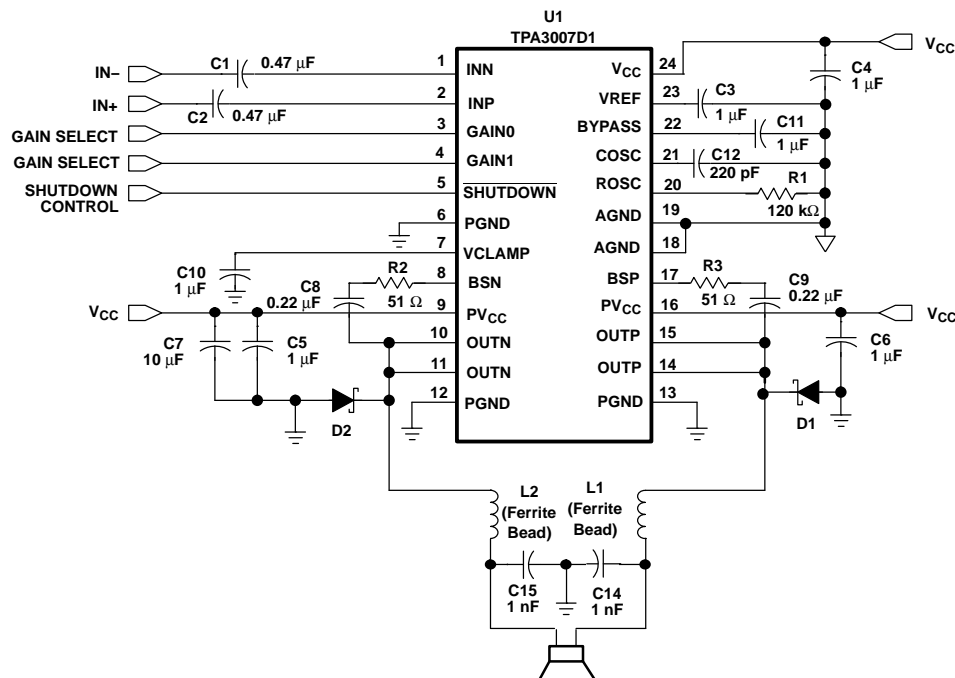 U1
TPA3007D1
IN−
C1
0.47 μF
1
INN
IN+
C2
0.47 μF
2
INP
GAIN SELECT
3
GAIN0
GAIN SELECT
4
GAIN1
SHUTDOWN
CONTROL
5
SHUTDOWN
6
PGND
7
VCLAMP
C10
1 μF
C8
0.22 μF
R2
51 Ω
8
BSN
VCC
9
PVCC
C7
10 μF
C5
1 μF
10
OUTN
11
OUTN
12
PGND
D2
VCC
24
VCC
C4
1 μF
VREF
23
C3
1 μF
BYPASS
22
C11
1 μF
COSC
21
C12
220 pF
ROSC
20
R1
120 kΩ
AGND
19
AGND
18
BSP
17
R3
51 Ω
C9
0.22 μF
PVCC
16
VCC
OUTP
15
C6
1 μF
OUTP
14
PGND
13
D1
L2
(Ferrite
Bead)
L1
(Ferrite
Bead)
C15
1 nF
C14
1 nF